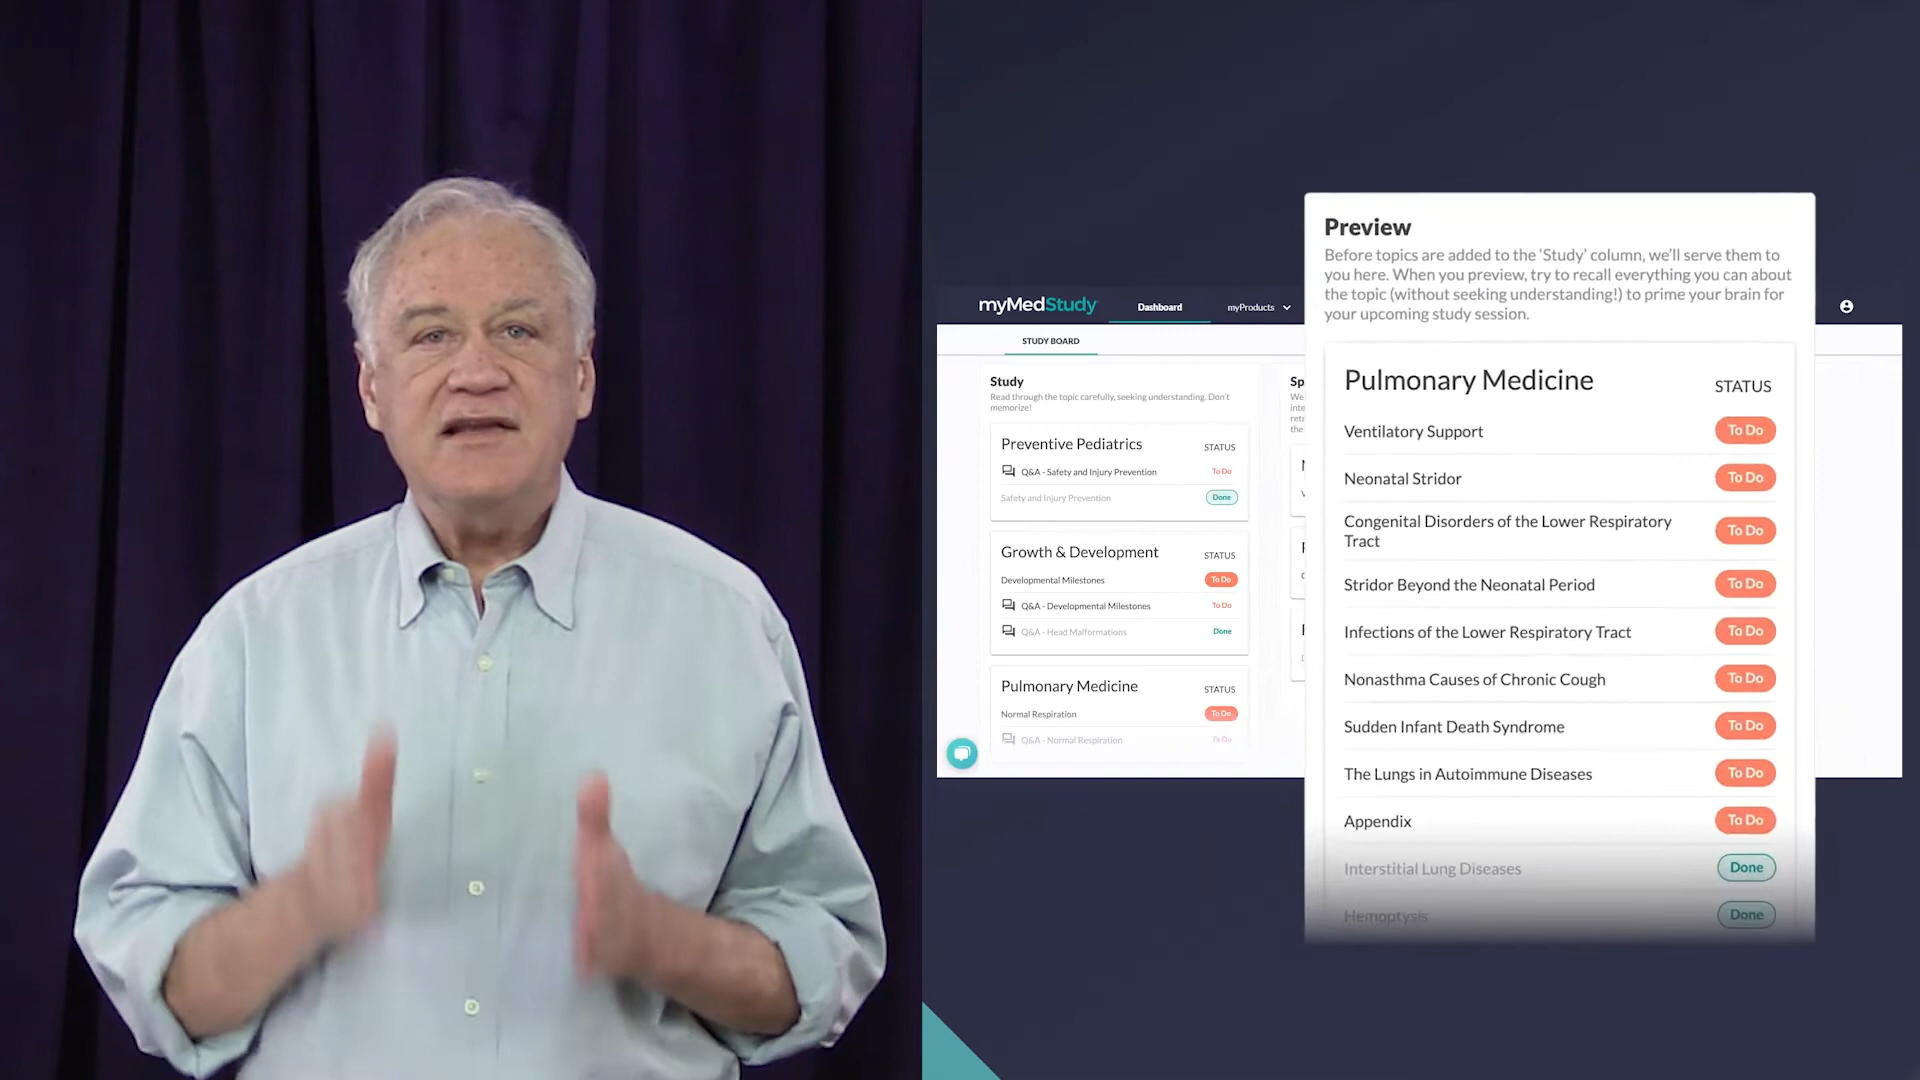 myMedStudy
Dashboard
myProducts
STUDY BOARD
Study
Read through the topic carefully, seeking understanding. Don't
memorize!
Preventive Pediatrics STATUS
Q&A - Safety and Injury Prevention To Do
Safety and Injury Prevention Done
Growth & Development STATUS
Developmental Milestones To Do
Q&A - Developmental Milestones To Do
Q&A - Head Malformations Done
Pulmonary Medicine STATUS
Normal Respiration To Do
Q&A - Normal Respiration To Do
Preview
Before topics are added to the 'Study' column, we'll serve them to
you here. When you preview, try to recall everything you can about
the topic (without seeking understanding!) to prime your brain for
your upcoming study session.
Pulmonary Medicine STATUS
Ventilatory Support To Do
Neonatal Stridor To Do
Congenital Disorders of the Lower Respiratory
Tract To Do
Stridor Beyond the Neonatal Period To Do
Infections of the Lower Respiratory Tract To Do
Nonasthma Causes of Chronic Cough To Do
Sudden Infant Death Syndrome To Do
The Lungs in Autoimmune Diseases To Do
Appendix To Do
Interstitial Lung Diseases Done
Hemoptysis Done